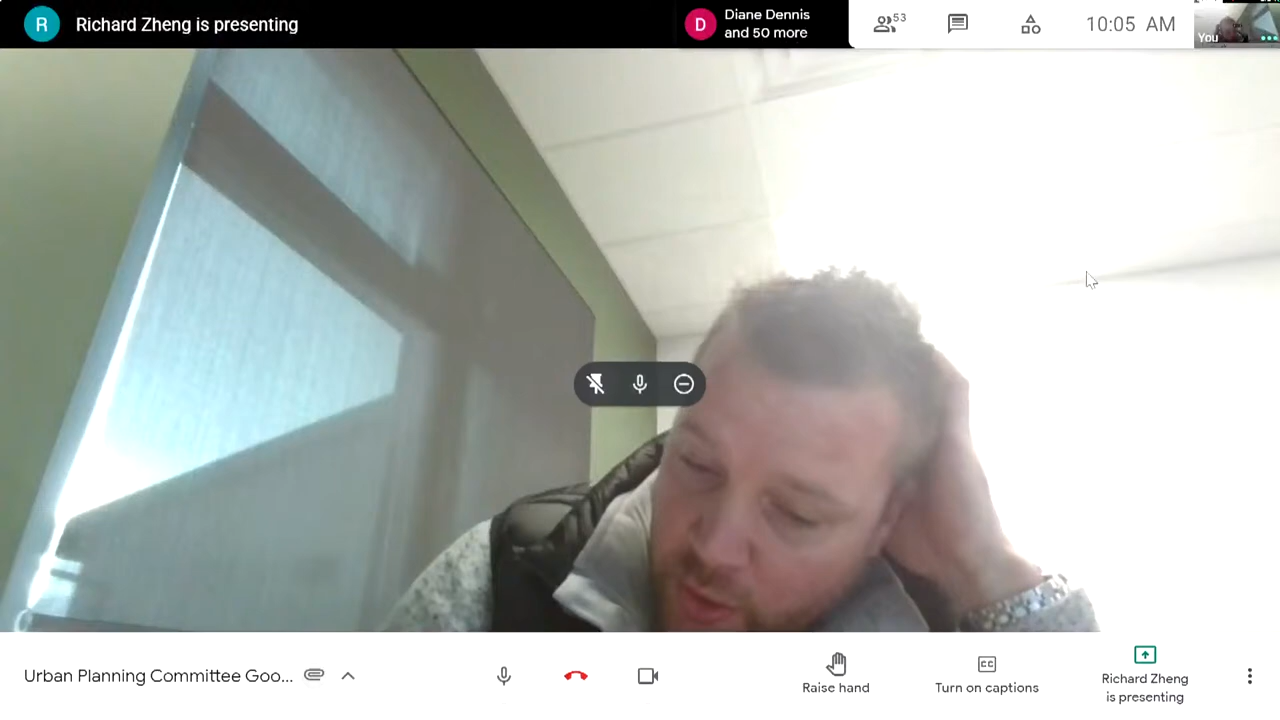 R
Richard Zheng is presenting
D
Diane Dennis
and 50 more
53
10:05 AM
You
Urban Planning Committee Goo...
Raise hand
CC
Turn on captions
Richard Zheng
is presenting